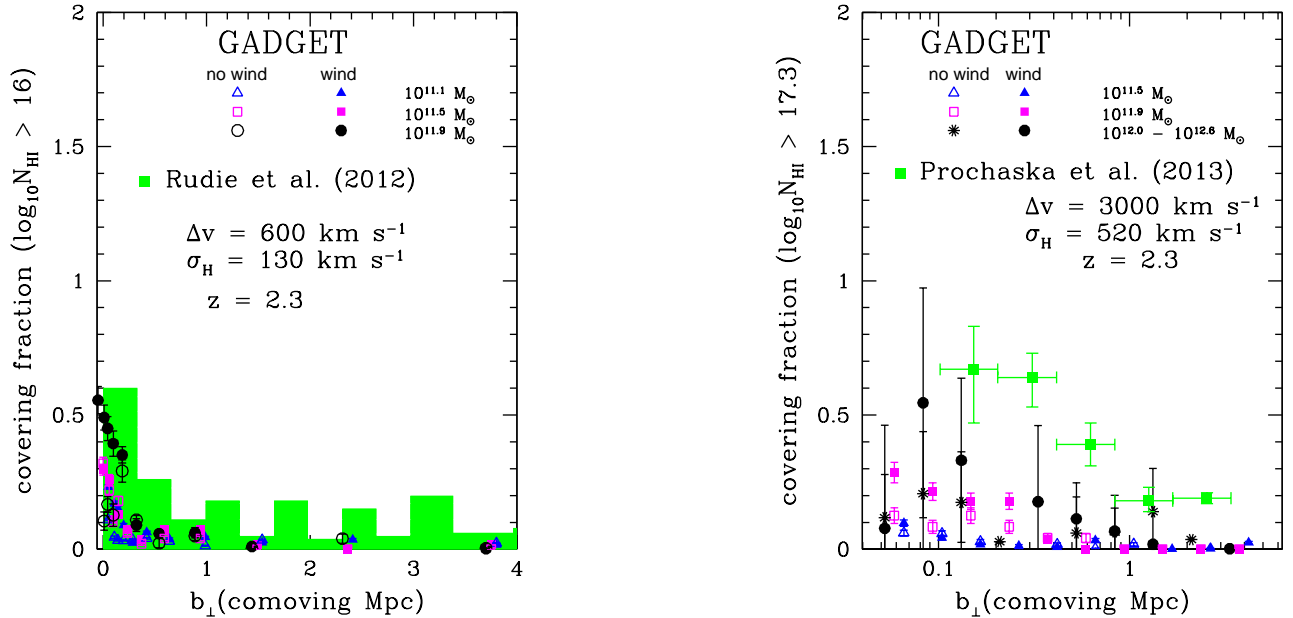 GADGET
no wind wind
10^11.1 M⊙
10^11.5 M⊙
10^11.9 M⊙
Rudie et al. (2012)
Δv = 600 km s⁻¹
σ_H = 130 km s⁻¹
z = 2.3
covering fraction (log₁₀N_HI > 16)
2
1.5
1
0.5
0
0 1 2 3 4
b⊥(comoving Mpc)
GADGET
no wind wind
10^11.5 M⊙
10^11.9 M⊙
10^12.0 − 10^12.6 M⊙
Prochaska et al. (2013)
Δv = 3000 km s⁻¹
σ_H = 520 km s⁻¹
z = 2.3
covering fraction (log₁₀N_HI > 17.3)
2
1.5
1
0.5
0
0.1 1
b⊥(comoving Mpc)